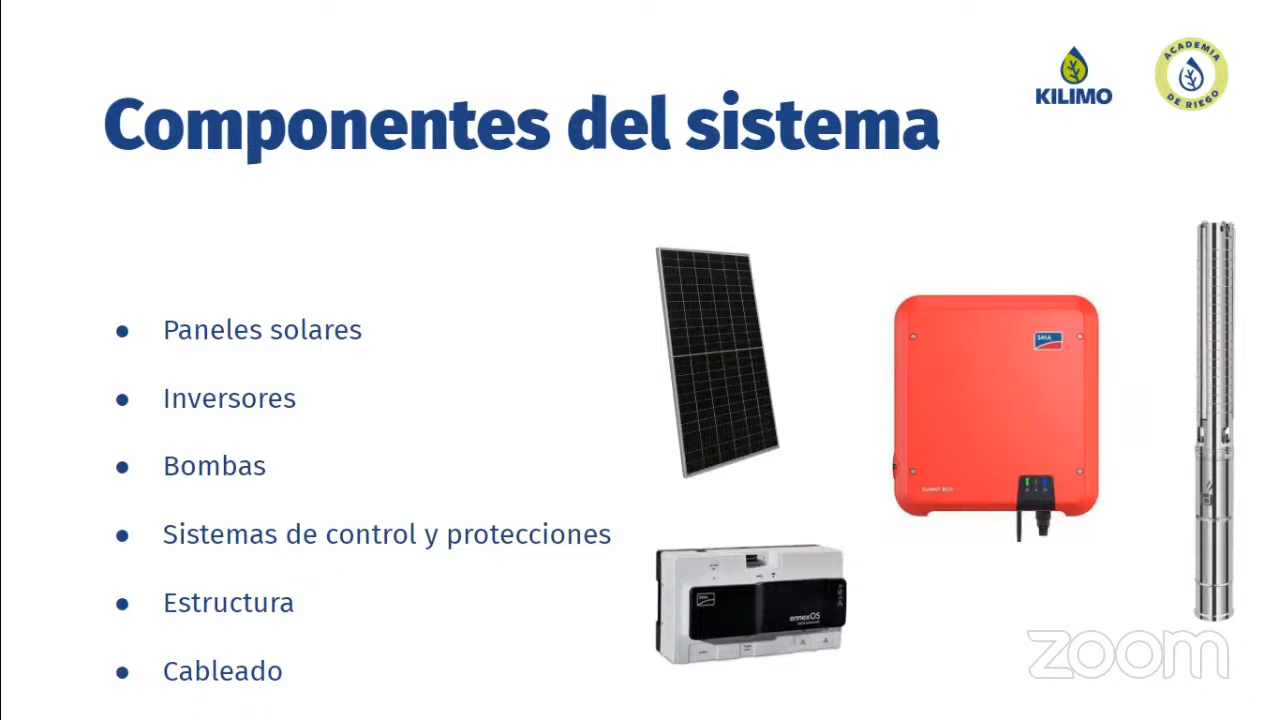 Componentes del sistema
KILIMO
ACADEMIA
DE RIEGO
● Paneles solares
● Inversores
● Bombas
● Sistemas de control y protecciones
● Estructura
● Cableado
SMA
SMA
ennexOS
zoom